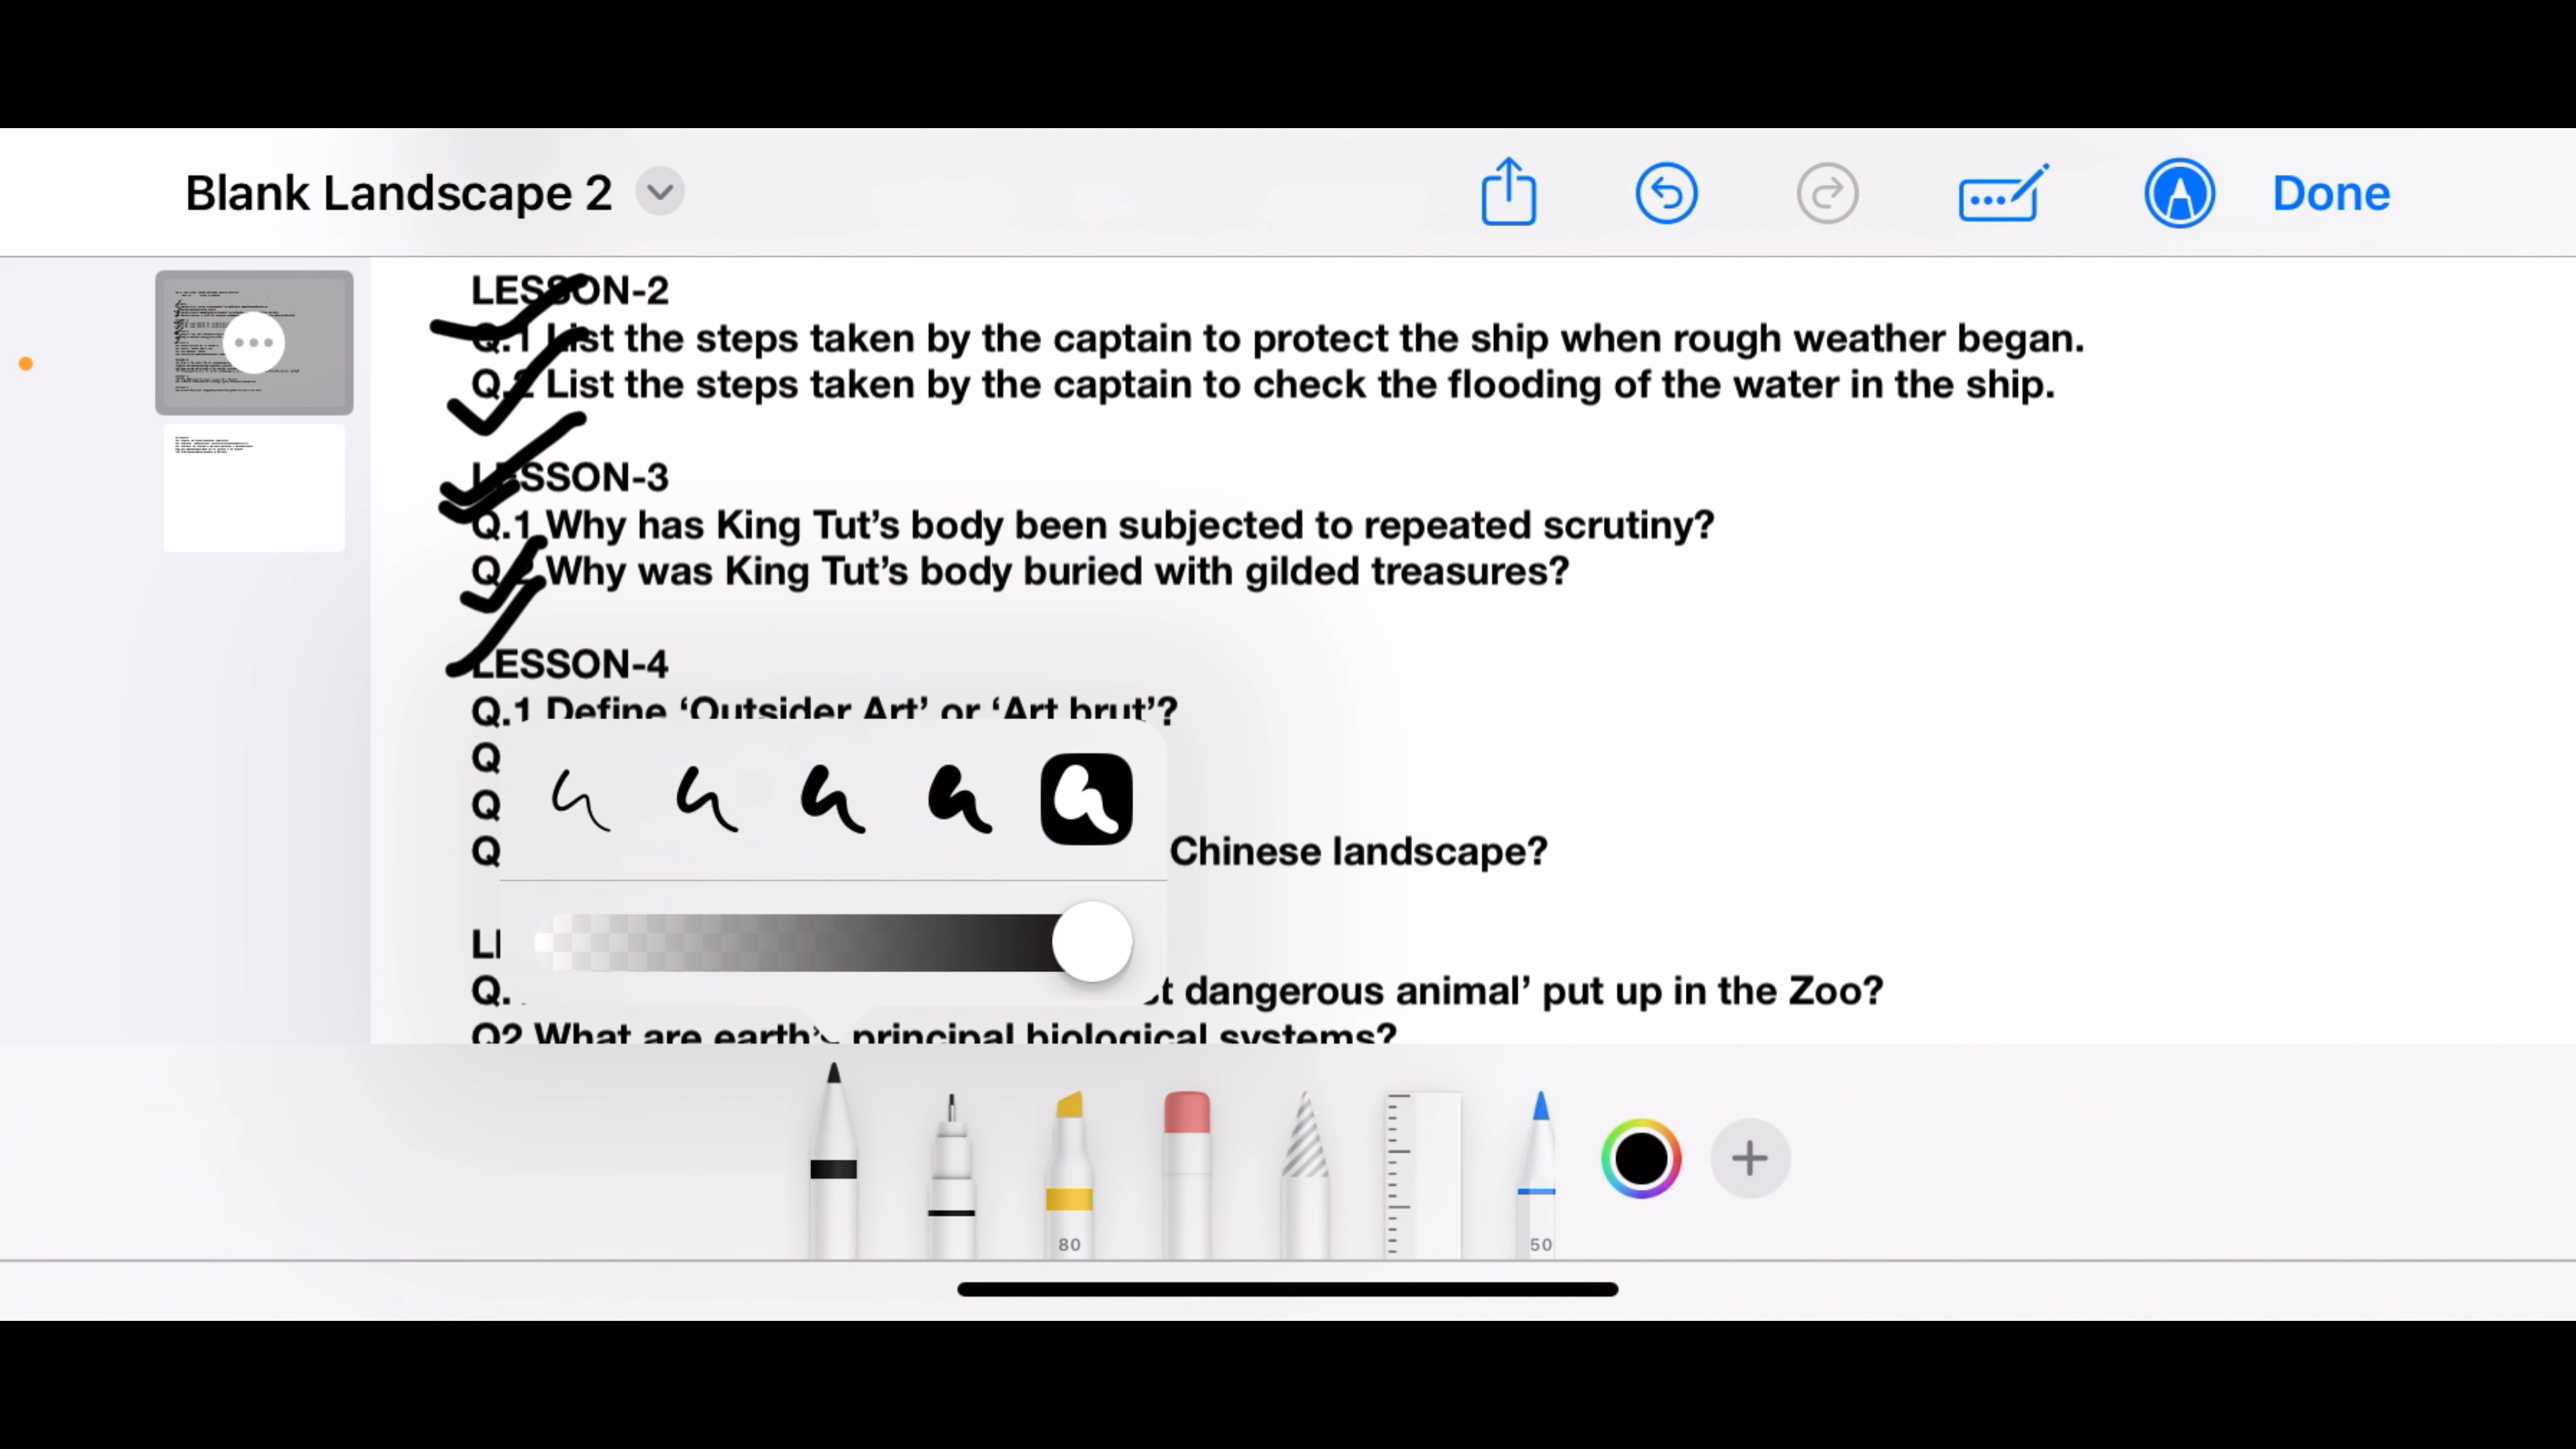 Blank Landscape 2
Done
LESSON-2
Q.1 List the steps taken by the captain to protect the ship when rough weather began.
Q.2 List the steps taken by the captain to check the flooding of the water in the ship.
LESSON-3
Q.1 Why has King Tut’s body been subjected to repeated scrutiny?
Q.2 Why was King Tut’s body buried with gilded treasures?
LESSON-4
Q.1 Define ‘Outsider Art’ or ‘Art brut’?
Q
Q
Q Chinese landscape?
Q. dangerous animal’ put up in the Zoo?
Q2 What are earth’s principal biological systems?
80
50